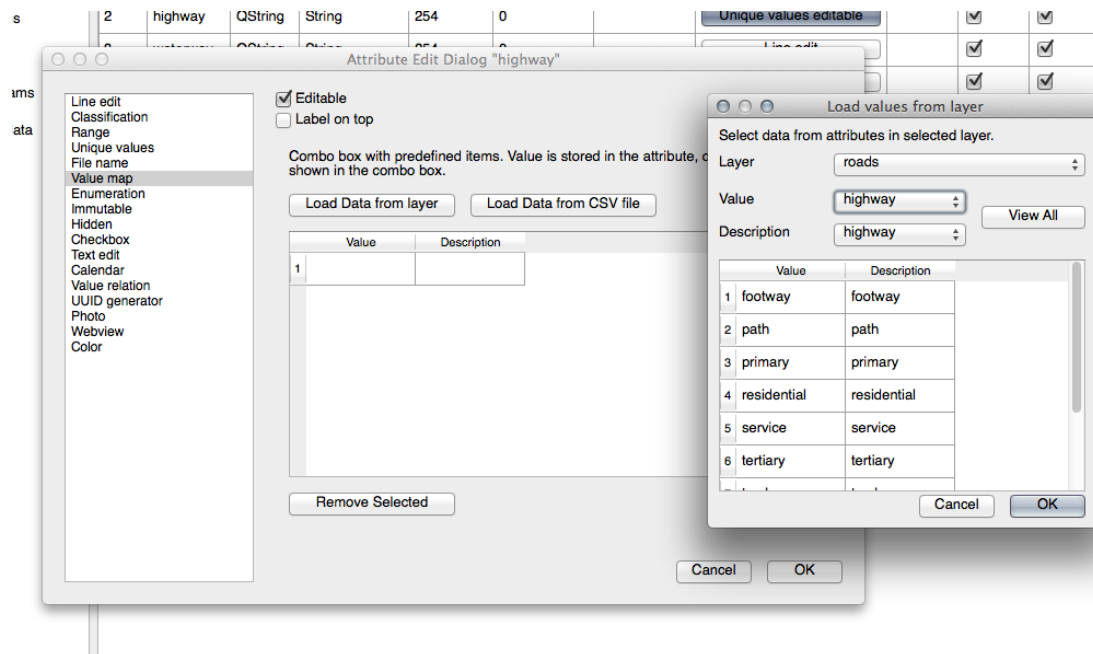 s
2 highway QString String 254 0 Unique values editable
Line edit
Attribute Edit Dialog "highway"
ams
ata
Line edit
Classification
Range
Unique values
File name
Value map
Enumeration
Immutable
Hidden
Checkbox
Text edit
Calendar
Value relation
UUID generator
Photo
Webview
Color
Editable
Label on top
Combo box with predefined items. Value is stored in the attribute,
shown in the combo box.
Load Data from layer Load Data from CSV file
Value Description
1
Remove Selected
Cancel OK
Load values from layer
Select data from attributes in selected layer.
Layer roads
Value highway
View All
Description highway
Value Description
1 footway footway
2 path path
3 primary primary
4 residential residential
5 service service
6 tertiary tertiary
Cancel OK